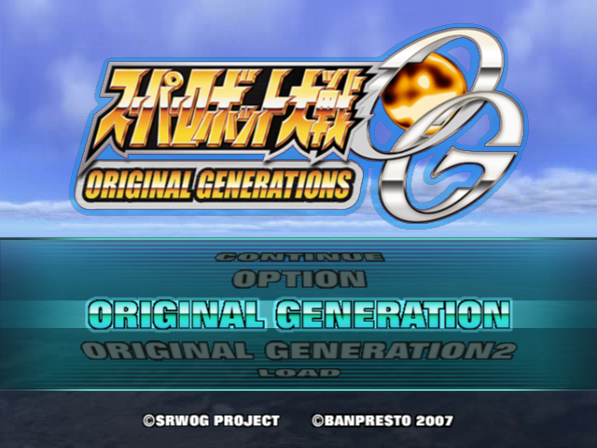 スーパーロボット大戦
OG
ORIGINAL GENERATIONS
CONTINUE
OPTION
ORIGINAL GENERATION
ORIGINAL GENERATION2
LOAD
©SRWOG PROJECT ©BANPRESTO 2007